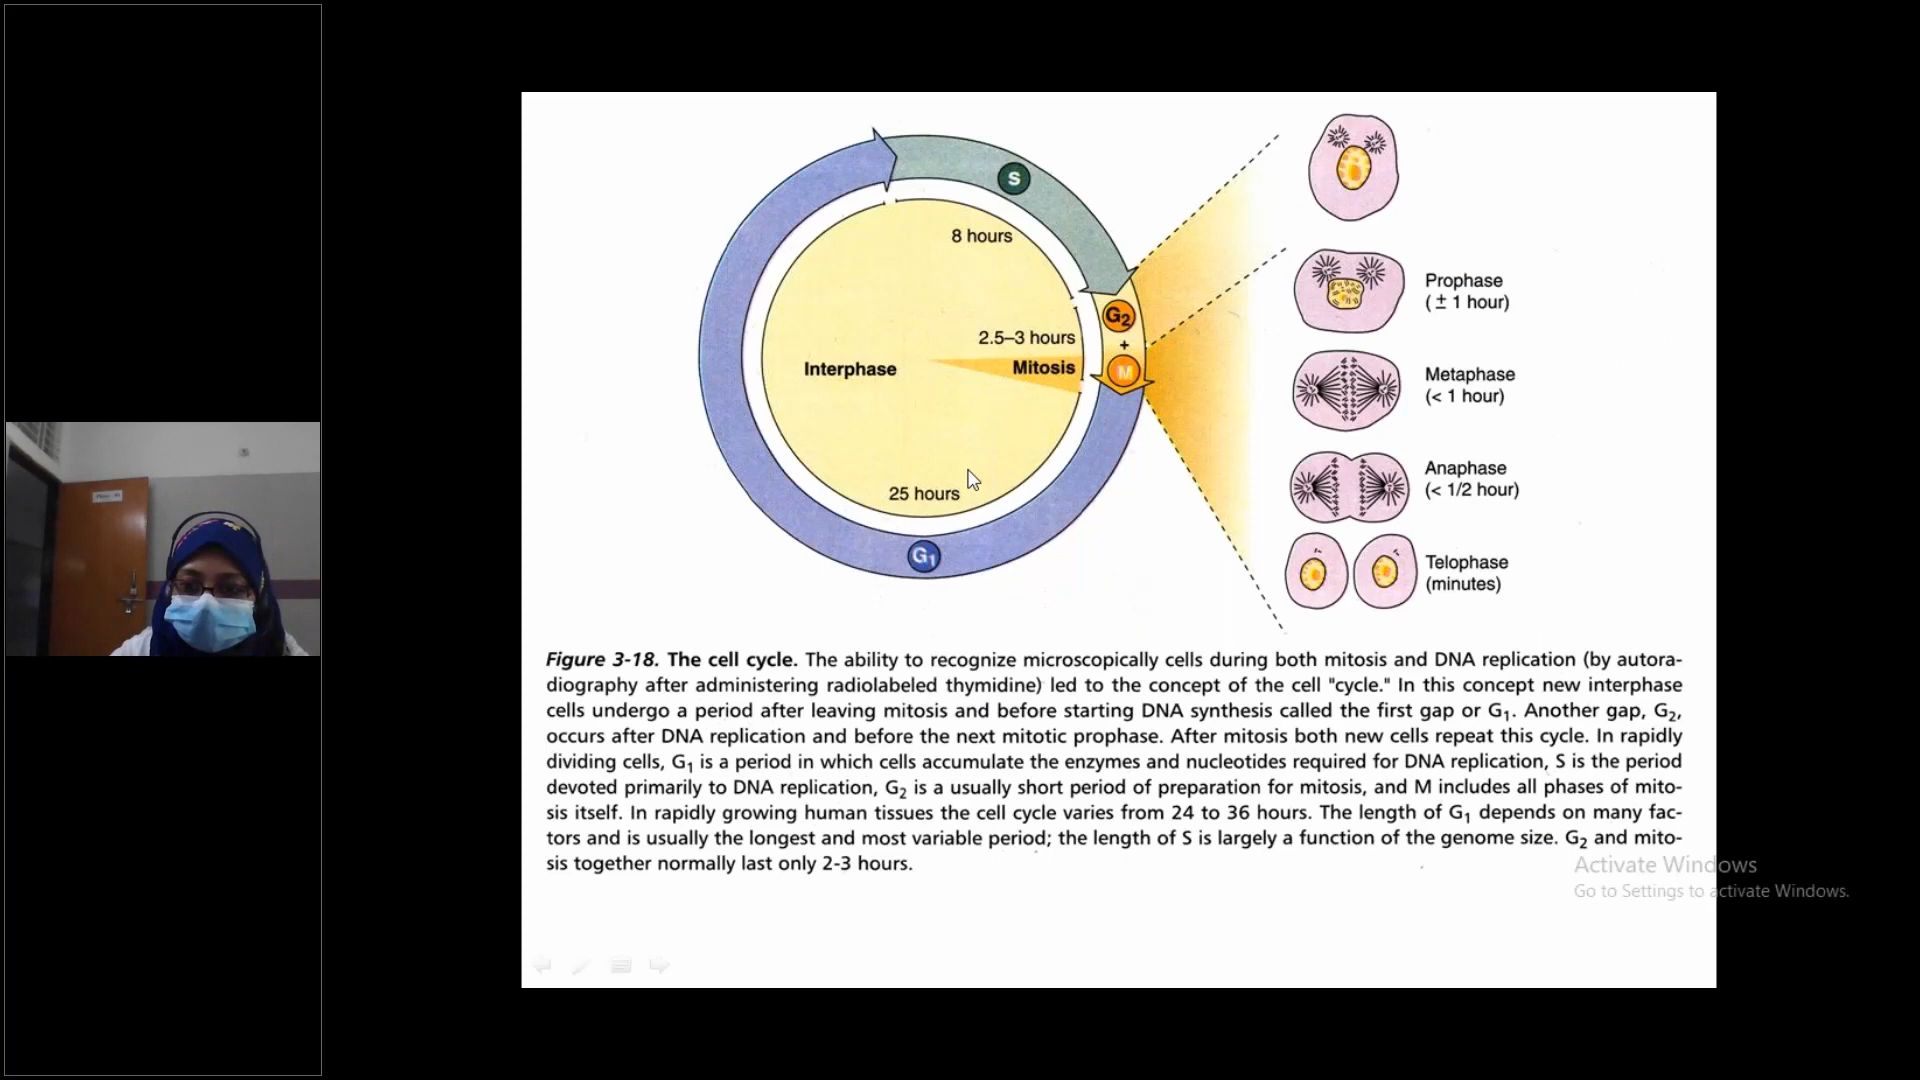 S
8 hours
G2
2.5–3 hours
+
Interphase
Mitosis
M
25 hours
G1
Prophase
(± 1 hour)
Metaphase
(< 1 hour)
Anaphase
(< 1/2 hour)
Telophase
(minutes)
Figure 3-18. The cell cycle. The ability to recognize microscopically cells during both mitosis and DNA replication (by autora-
diography after administering radiolabeled thymidine) led to the concept of the cell "cycle." In this concept new interphase
cells undergo a period after leaving mitosis and before starting DNA synthesis called the first gap or G1. Another gap, G2,
occurs after DNA replication and before the next mitotic prophase. After mitosis both new cells repeat this cycle. In rapidly
dividing cells, G1 is a period in which cells accumulate the enzymes and nucleotides required for DNA replication, S is the period
devoted primarily to DNA replication, G2 is a usually short period of preparation for mitosis, and M includes all phases of mito-
sis itself. In rapidly growing human tissues the cell cycle varies from 24 to 36 hours. The length of G1 depends on many fac-
tors and is usually the longest and most variable period; the length of S is largely a function of the genome size. G2 and mito-
sis together normally last only 2-3 hours.
Activate Windows
Go to Settings to activate Windows.